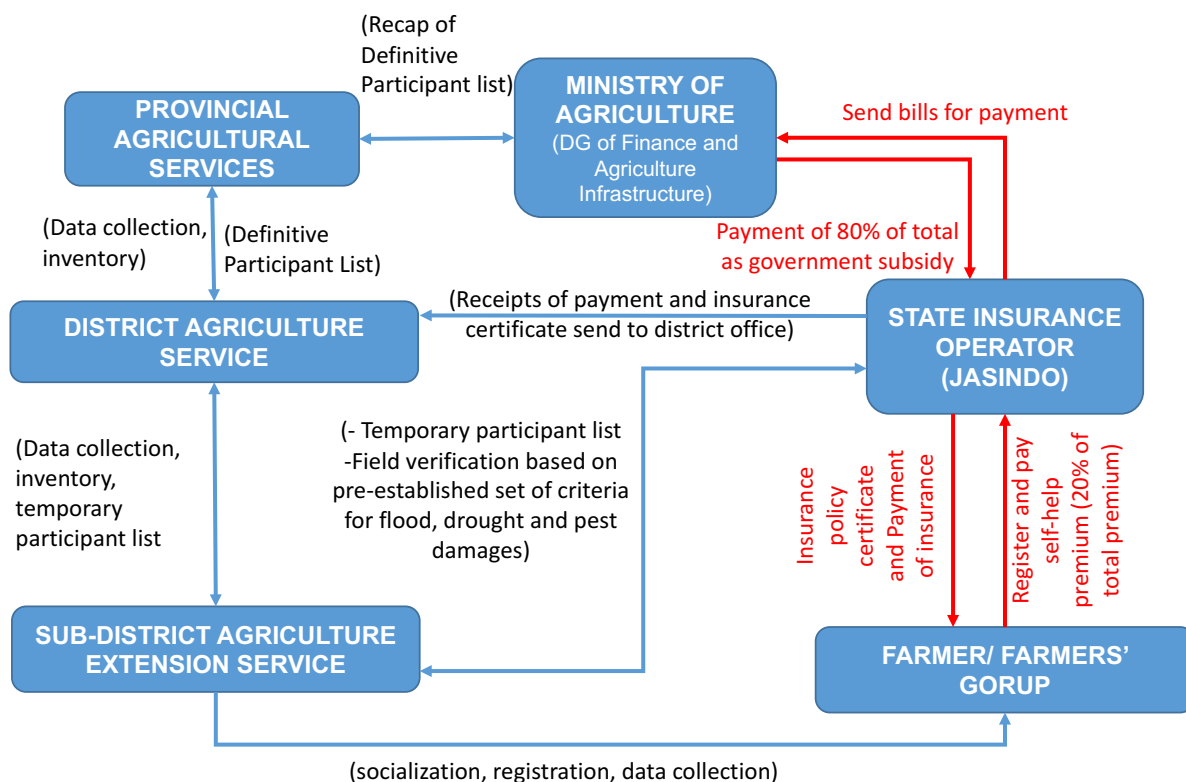 (Recap of
Definitive
Participant list)
MINISTRY OF
AGRICULTURE
(DG of Finance and
Agriculture
Infrastructure)
PROVINCIAL
AGRICULTURAL
SERVICES
Send bills for payment
(Data collection,
inventory)
(Definitive
Participant List)
Payment of 80% of total
as government subsidy
DISTRICT AGRICULTURE
SERVICE
(Receipts of payment and insurance
certificate send to district office)
STATE INSURANCE
OPERATOR
(JASINDO)
(Data collection,
inventory,
temporary
participant list
(- Temporary participant list
-Field verification based on
pre-established set of criteria
for flood, drought and pest
damages)
Insurance
policy
certificate
and Payment
of insurance
Register and pay
self-help
premium (20% of
total premium)
SUB-DISTRICT AGRICULTURE
EXTENSION SERVICE
FARMER/ FARMERS’
GORUP
(socialization, registration, data collection)